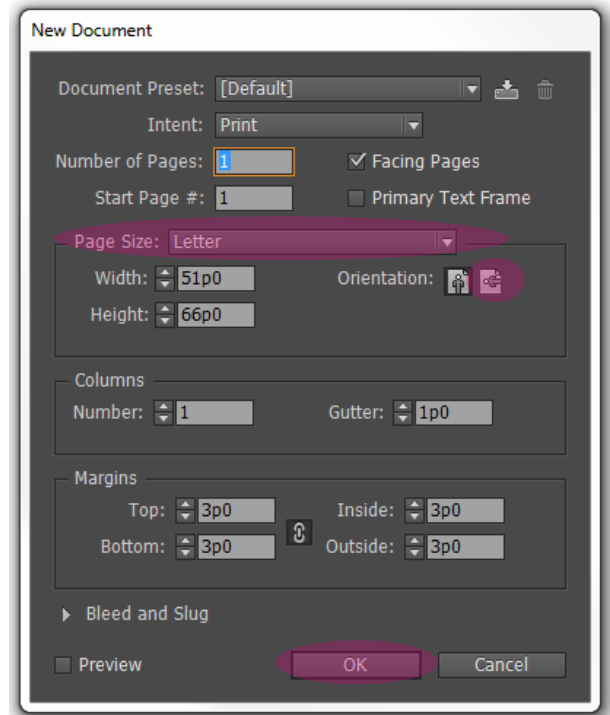 New Document
Document Preset: [Default]
Intent: Print
Number of Pages: 1 Facing Pages
Start Page #: 1 Primary Text Frame
Page Size: Letter
Width: 51p0 Orientation:
Height: 66p0
Columns
Number: 1 Gutter: 1p0
Margins
Top: 3p0 Inside: 3p0
Bottom: 3p0 Outside: 3p0
Bleed and Slug
Preview OK Cancel